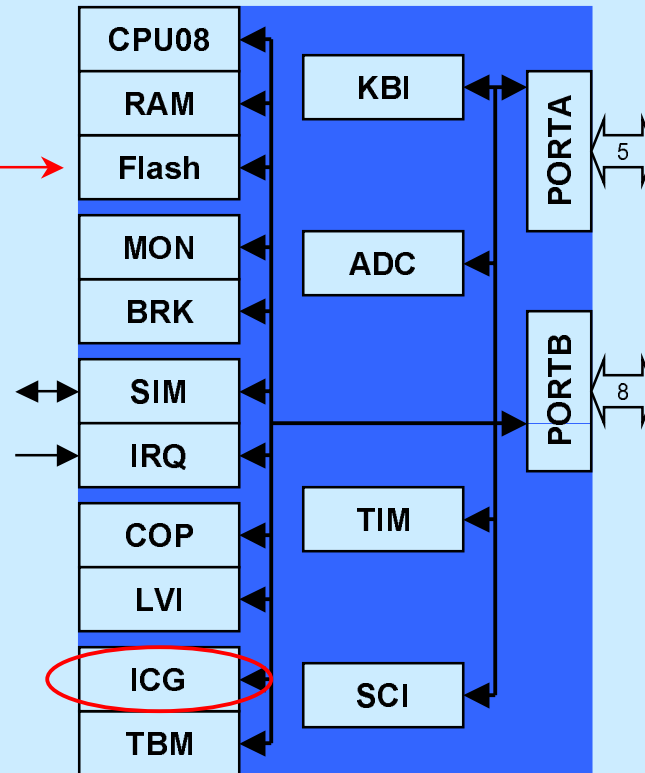 CPU08
RAM
Flash
MON
BRK
SIM
IRQ
COP
LVI
ICG
TBM
KBI
ADC
TIM
SCI
PORTA
5
PORTB
8